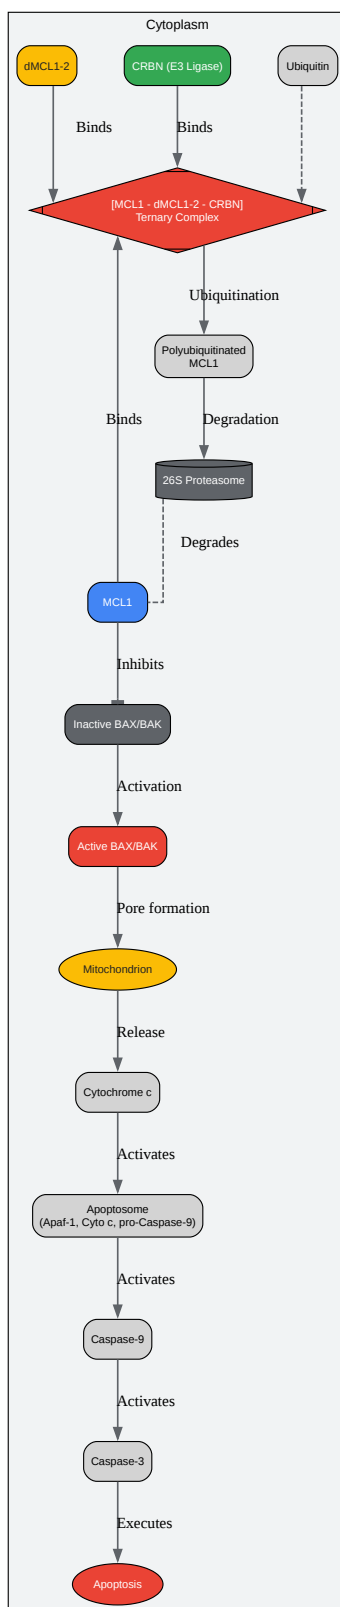 Cytoplasm
dMCL1-2
CRBN (E3 Ligase)
Ubiquitin
Binds
Binds
[MCL1 - dMCL1-2 - CRBN]
Ternary Complex
Ubiquitination
Polyubiquitinated
MCL1
Binds
Degradation
26S Proteasome
Degrades
MCL1
Inhibits
Inactive BAX/BAK
Activation
Active BAX/BAK
Pore formation
Mitochondrion
Release
Cytochrome c
Activates
Apoptosome
(Apaf-1, Cyto c, pro-Caspase-9)
Activates
Caspase-9
Activates
Caspase-3
Executes
Apoptosis